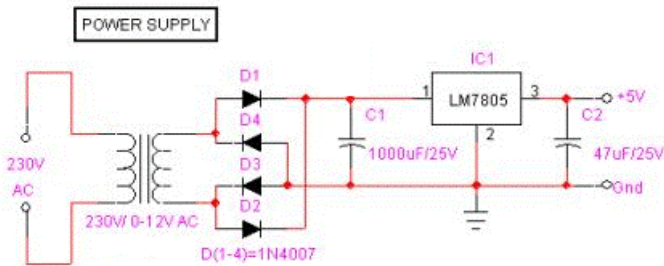 POWER SUPPLY
IC1
D1
1
LM7805
3
+5V
D4
C1
C2
2
230V
AC
D3
1000uF/25V
47uF/25V
D2
Gnd
230V/ 0-12V AC
D(1-4)=1N4007